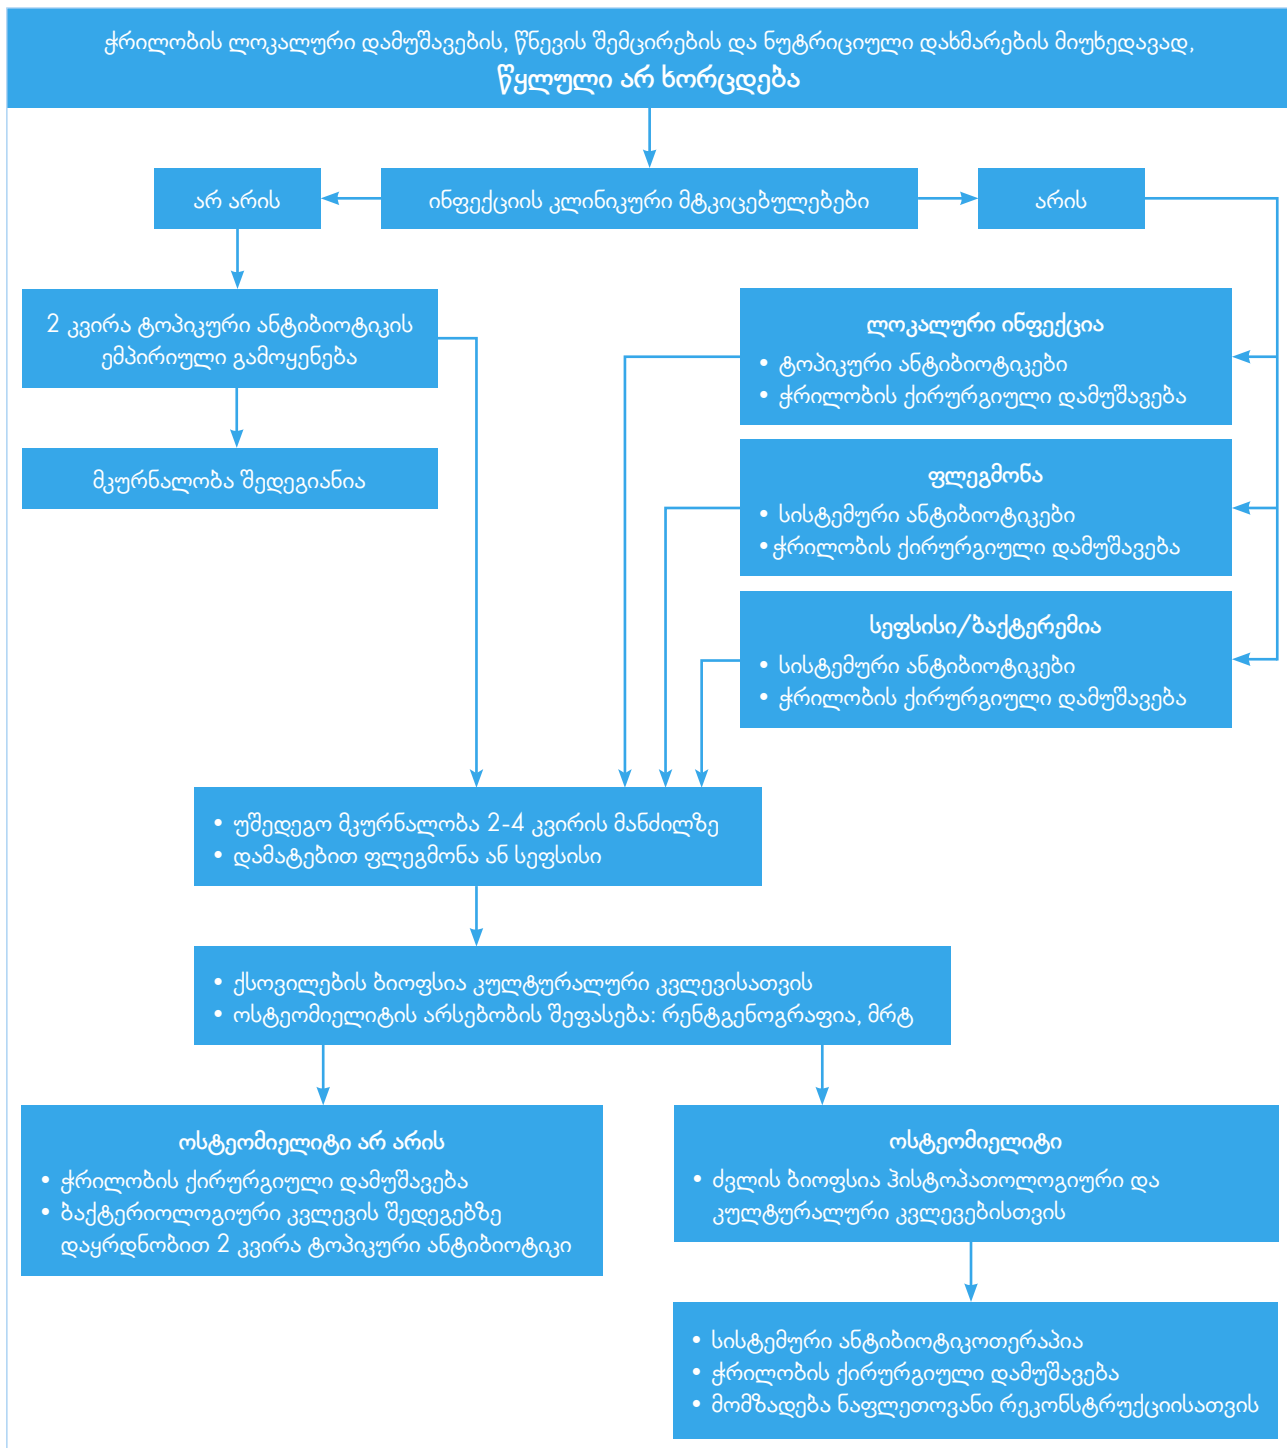 ჭრილობის ლოკალური დამუშავების, წნევის შემცირების და ნუტრიციული დახმარების მიუხედავად,
წყლული არ ხორცდება
არ არის
ინფექციის კლინიკური მტკიცებულებები
არის
2 კვირა ტოპიკური ანტიბიოტიკის
ემპირიული გამოყენება
მკურნალობა შედეგიანია
ლოკალური ინფექცია
• ტოპიკური ანტიბიოტიკები
• ჭრილობის ქირურგიული დამუშავება
ფლეგმონა
• სისტემური ანტიბიოტიკები
• ჭრილობის ქირურგიული დამუშავება
სეფსისი/ბაქტერემია
• სისტემური ანტიბიოტიკები
• ჭრილობის ქირურგიული დამუშავება
• უშედეგო მკურნალობა 2-4 კვირის მანძილზე
• დამატებით ფლეგმონა ან სეფსისი
• ქსოვილების ბიოფსია კულტურალური კვლევისათვის
• ოსტეომიელიტის არსებობის შეფასება: რენტგენოგრაფია, მრტ
ოსტეომიელიტი არ არის
• ჭრილობის ქირურგიული დამუშავება
• ბაქტერიოლოგიური კვლევის შედეგებზე
დაყრდნობით 2 კვირა ტოპიკური ანტიბიოტიკი
ოსტეომიელიტი
• ძვლის ბიოფსია ჰისტოპათოლოგიური და
კულტურალური კვლევებისთვის
• სისტემური ანტიბიოტიკოთერაპია
• ჭრილობის ქირურგიული დამუშავება
• მომზადება ნაფლეთოვანი რეკონსტრუქციისათვის